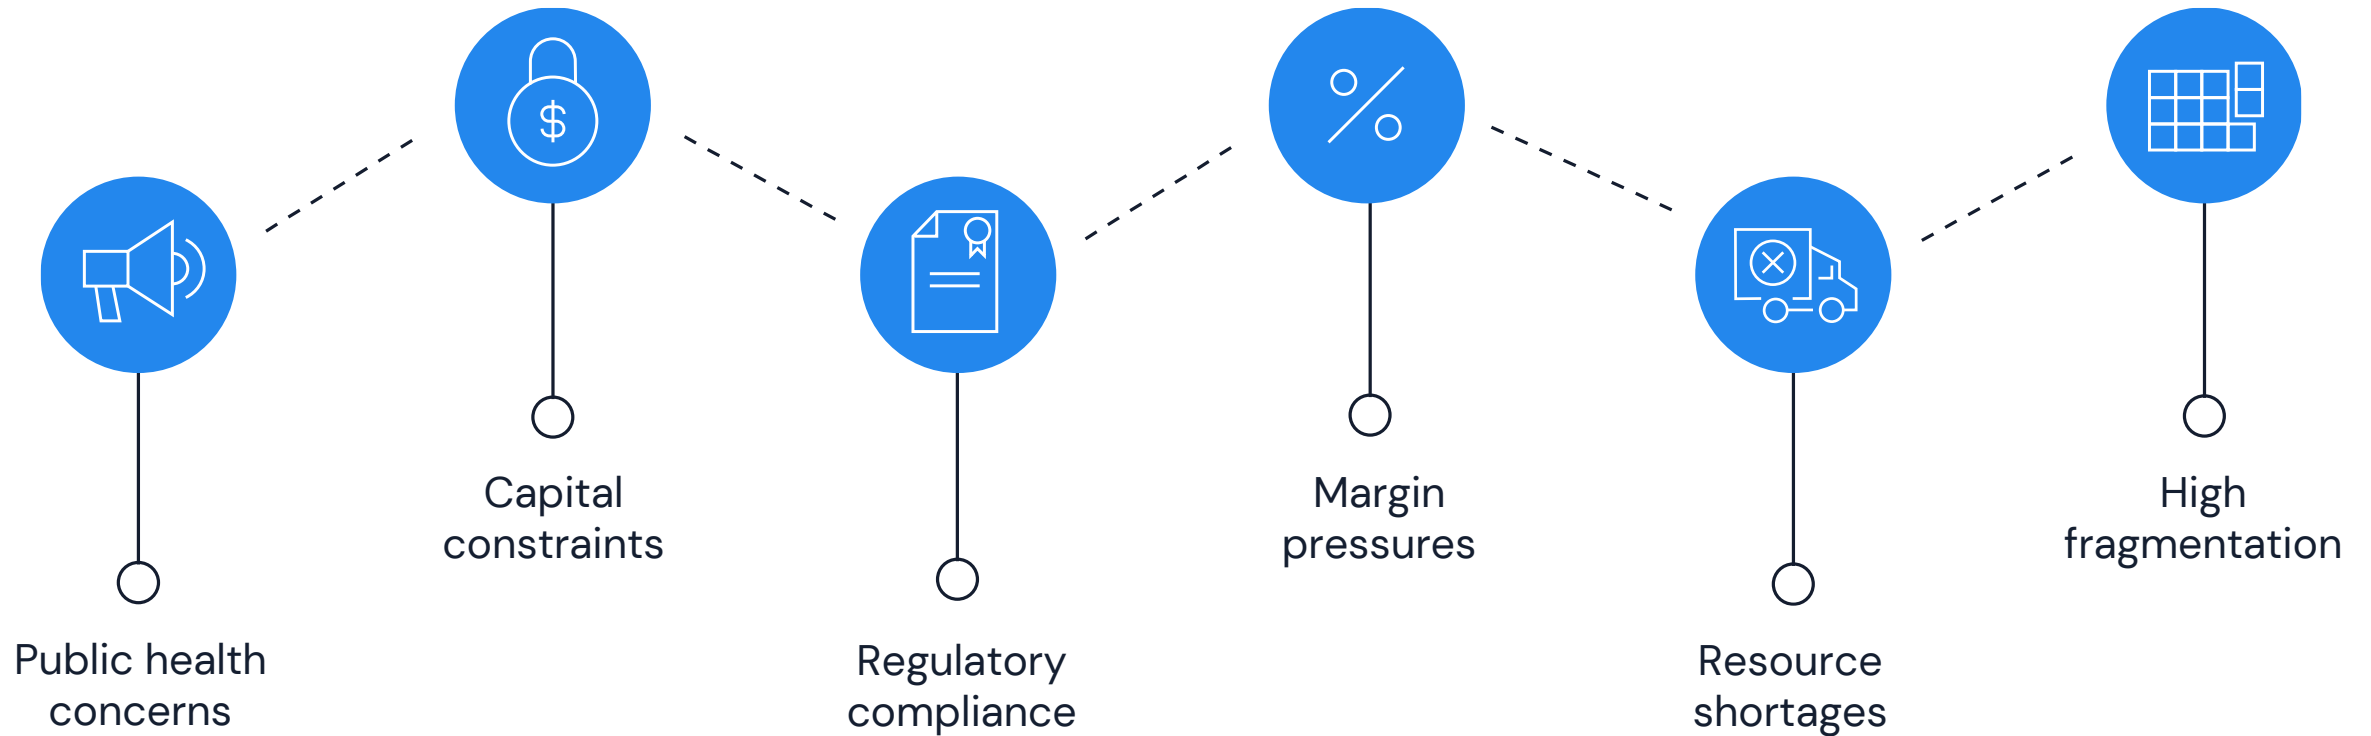 $
Public health
concerns
Capital
constraints
Regulatory
compliance
%
Margin
pressures
Resource
shortages
High
fragmentation